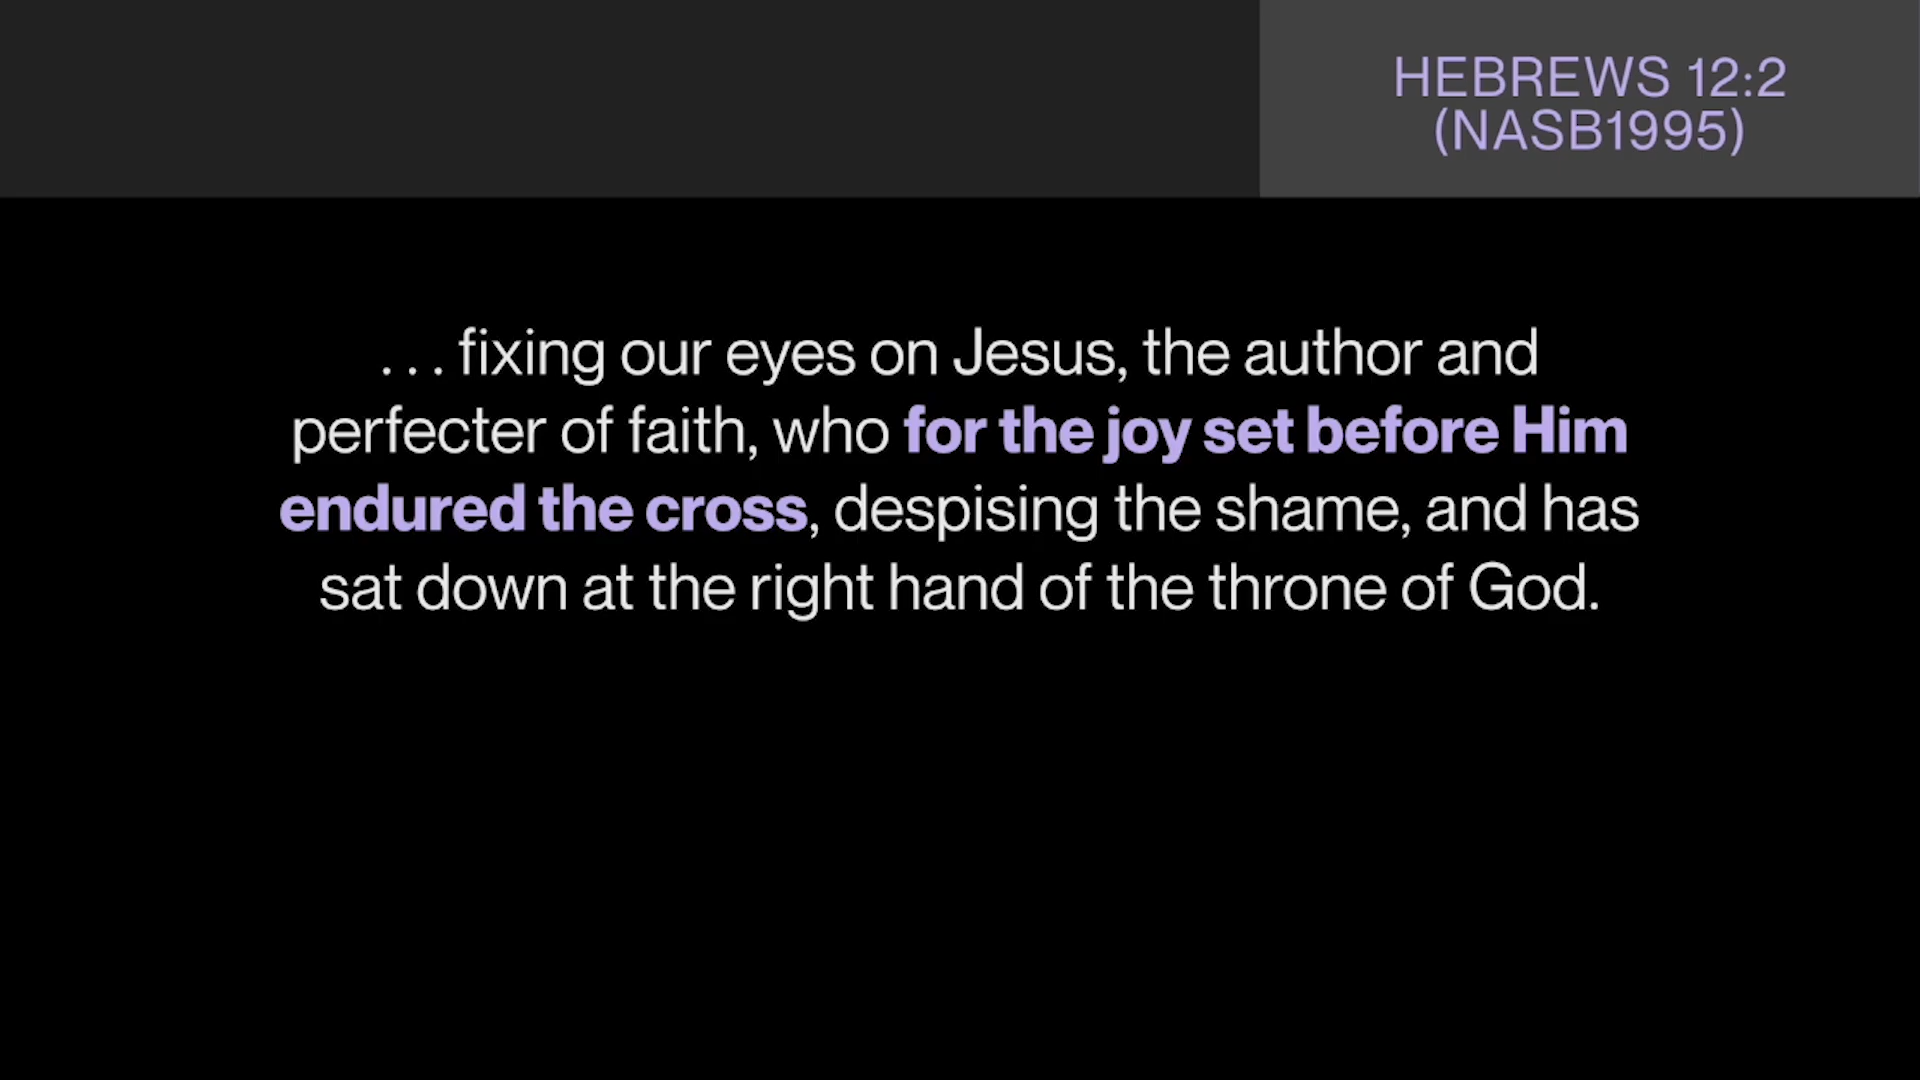 HEBREWS 12:2
(NASB1995)
. . . fixing our eyes on Jesus, the author and
perfecter of faith, who for the joy set before Him
endured the cross, despising the shame, and has
sat down at the right hand of the throne of God.